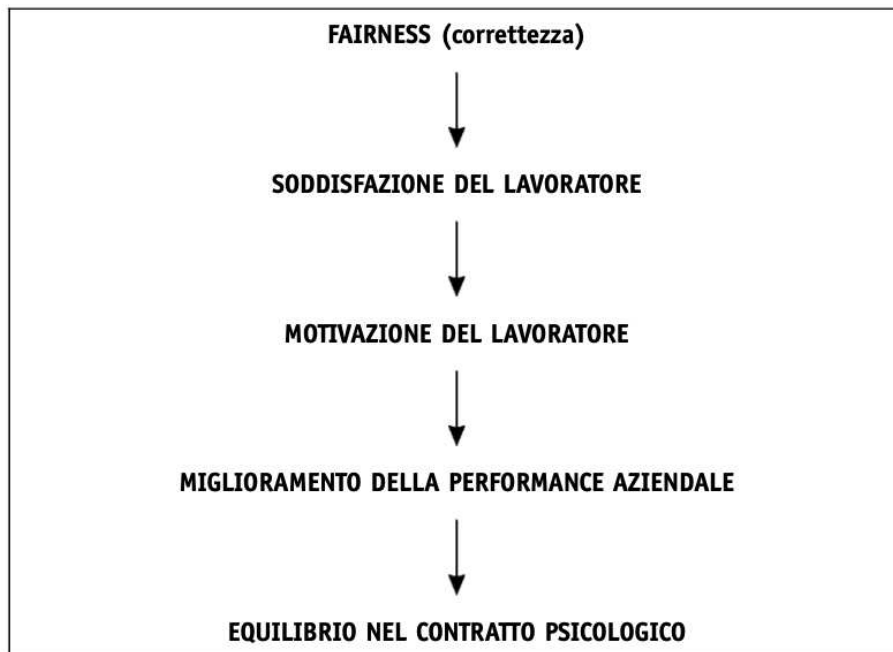 FAIRNESS (correttezza)
SODDISFAZIONE DEL LAVORATORE
MOTIVAZIONE DEL LAVORATORE
MIGLIORAMENTO DELLA PERFORMANCE AZIENDALE
EQUILIBRIO NEL CONTRATTO PSICOLOGICO